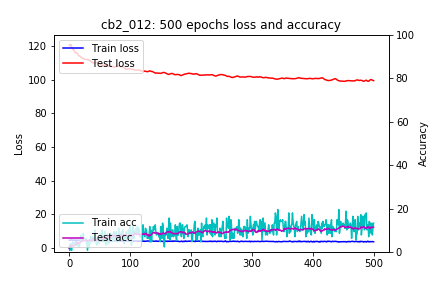 cb2_012: 500 epochs loss and accuracy
120
100
80
60
40
20
0
Loss
Train loss
Test loss
Train acc
Test acc
100
80
60
40
20
0
Accuracy
0
100
200
300
400
500